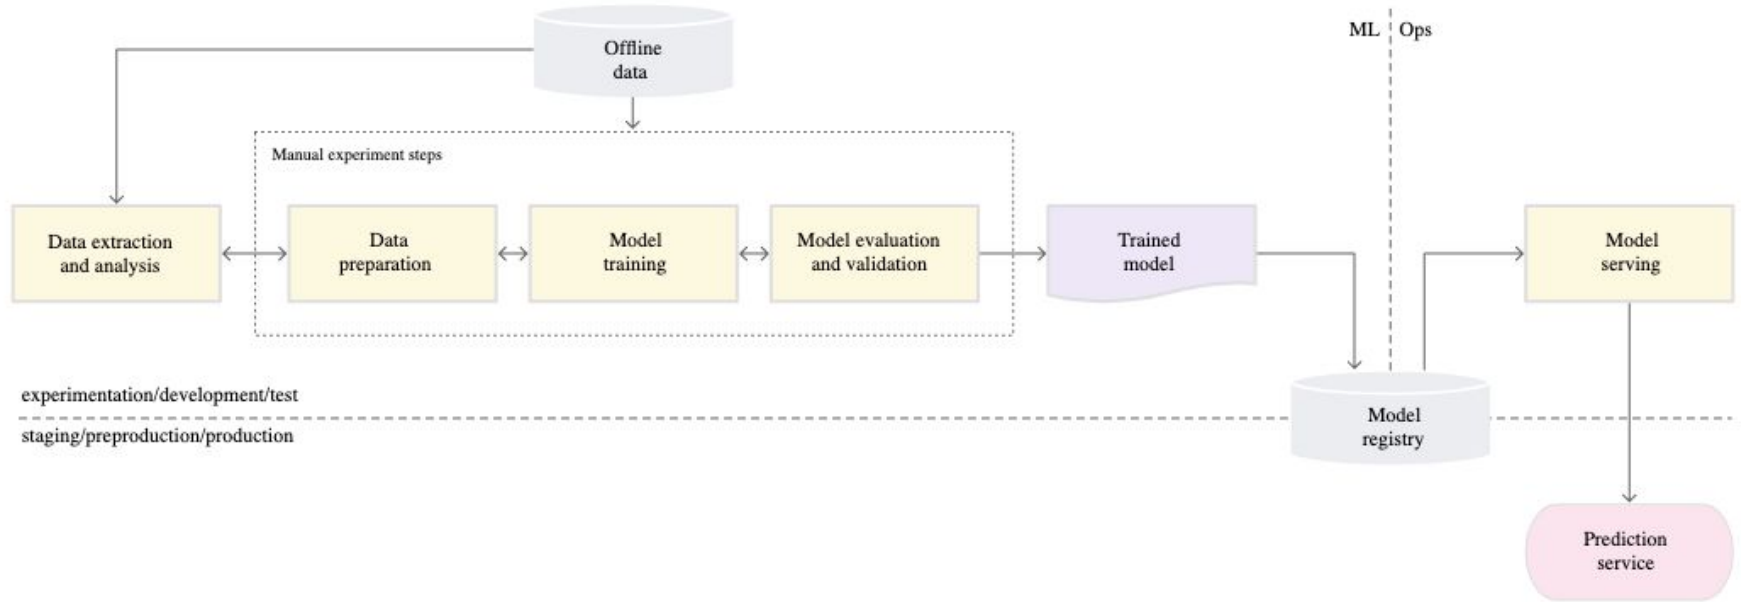 Offline
data
ML
Ops
Manual experiment steps
Data extraction
and analysis
Data
preparation
Model
training
Model evaluation
and validation
Trained
model
Model
serving
experimentation/development/test
staging/preproduction/production
Model
registry
Prediction
service